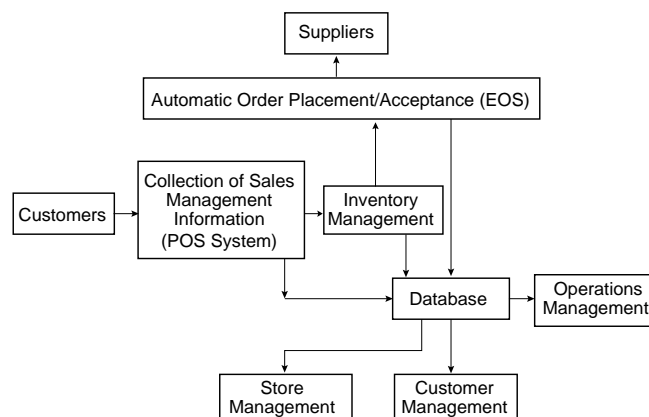 Suppliers
Automatic Order Placement/Acceptance (EOS)
Collection of Sales
Management
Information
(POS System)
Customers
Inventory
Management
Database
Operations
Management
Store
Management
Customer
Management